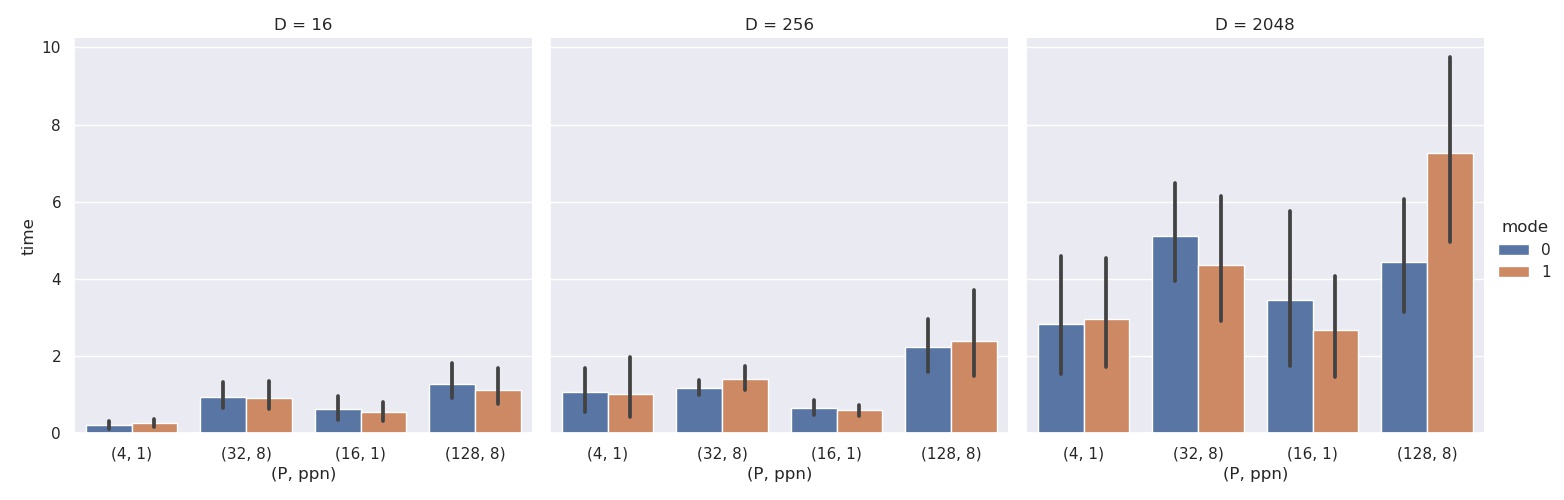 D = 16
D = 256
D = 2048
10
8
6
4
2
0
time
(4, 1) (32, 8) (16, 1) (128, 8)
(P, ppn)
(4, 1) (32, 8) (16, 1) (128, 8)
(P, ppn)
(4, 1) (32, 8) (16, 1) (128, 8)
(P, ppn)
mode
0
1